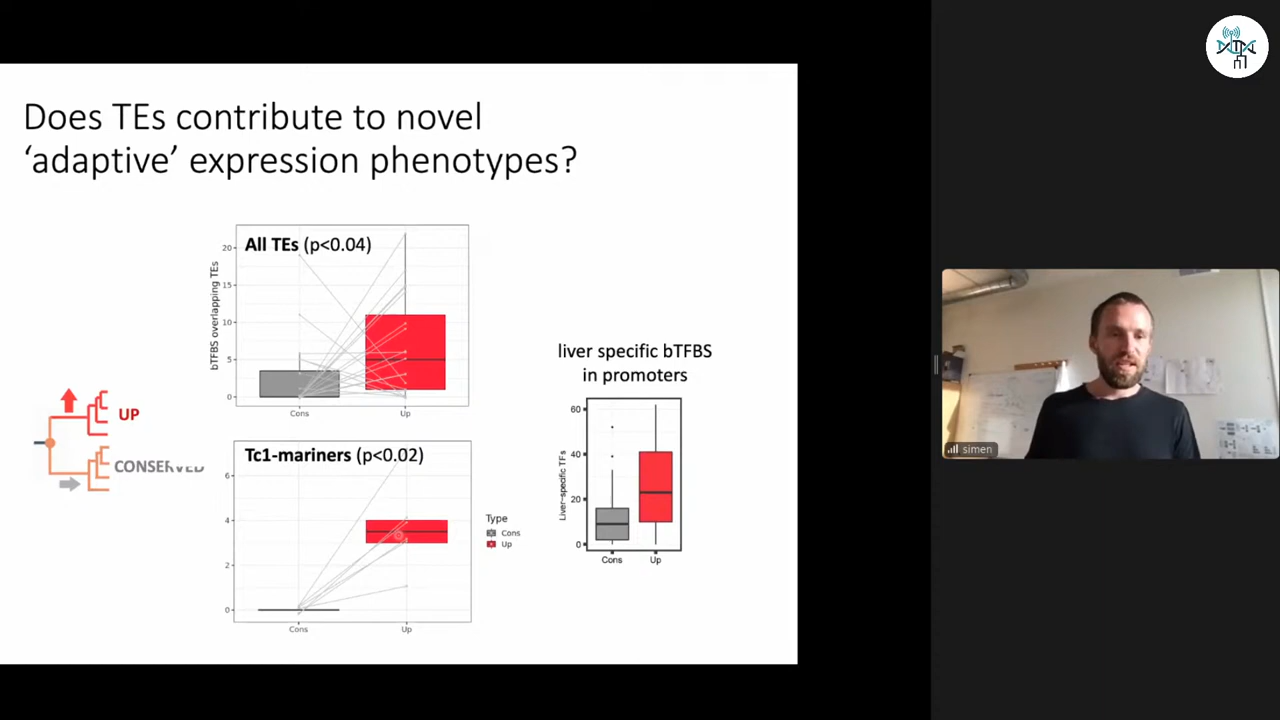 Does TEs contribute to novel
‘adaptive’ expression phenotypes?
All TEs (p<0.04)
bTFBS overlapping TEs
20
15
10
5
0
Cons
Up
UP
CONSERVED
Tc1-mariners (p<0.02)
6
4
2
0
Cons
Up
Type
Cons
Up
liver specific bTFBS
in promoters
Liver-specific TFs
60
40
20
0
Cons
Up
simen